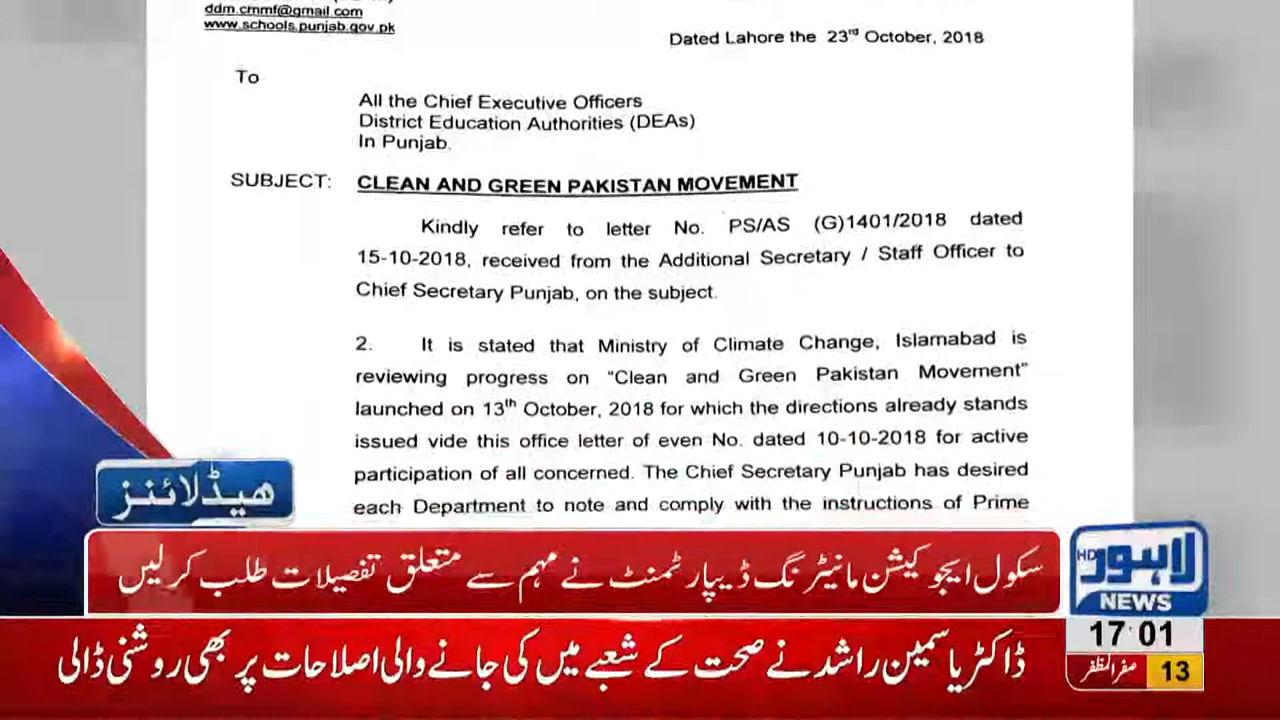 ddm.cmmf@gmail.com
www.schools.punjab.gov.pk
Dated Lahore the 23rd October, 2018
To
All the Chief Executive Officers
District Education Authorities (DEAs)
In Punjab.
SUBJECT: CLEAN AND GREEN PAKISTAN MOVEMENT
Kindly refer to letter No. PS/AS (G)1401/2018 dated
15-10-2018, received from the Additional Secretary / Staff Officer to
Chief Secretary Punjab, on the subject.
2. It is stated that Ministry of Climate Change, Islamabad is
reviewing progress on “Clean and Green Pakistan Movement”
launched on 13th October, 2018 for which the directions already stands
issued vide this office letter of even No. dated 10-10-2018 for active
participation of all concerned. The Chief Secretary Punjab has desired
each Department to note and comply with the instructions of Prime
ہیڈلائنز
سکول ایجوکیشن مانیٹرنگ ڈیپارٹمنٹ نے مہم سے متعلق تفصیلات طلب کرلیں
ڈاکٹر یاسمین راشد نے صحت کے شعبے میں کی جانے والی اصلاحات پر بھی روشنی ڈالی
لاہور HD
NEWS
17:01
صفر المظفر 13